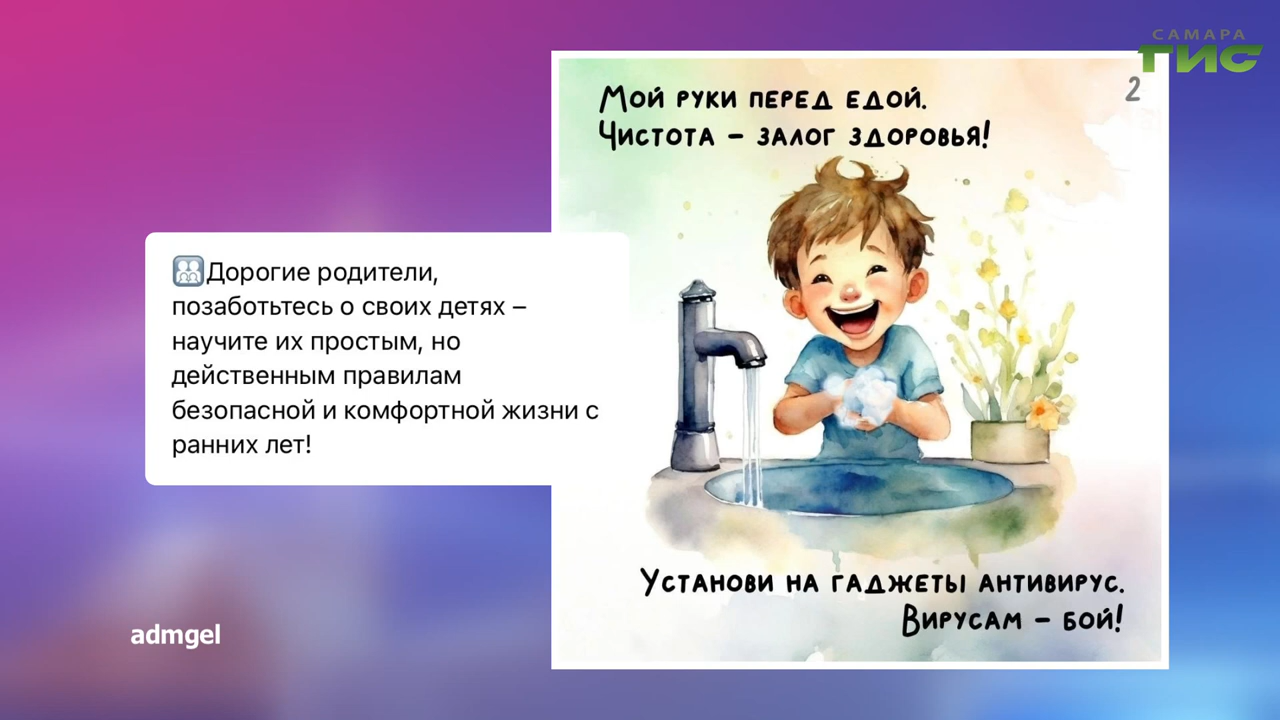 САМАРА
ГИС
2
Мой руки перед едой.
Чистота – залог здоровья!
Дорогие родители,
позаботьтесь о своих детях –
научите их простым, но
действенным правилам
безопасной и комфортной жизни с
ранних лет!
Установи на гаджеты антивирус.
Вирусам – бой!
admgel